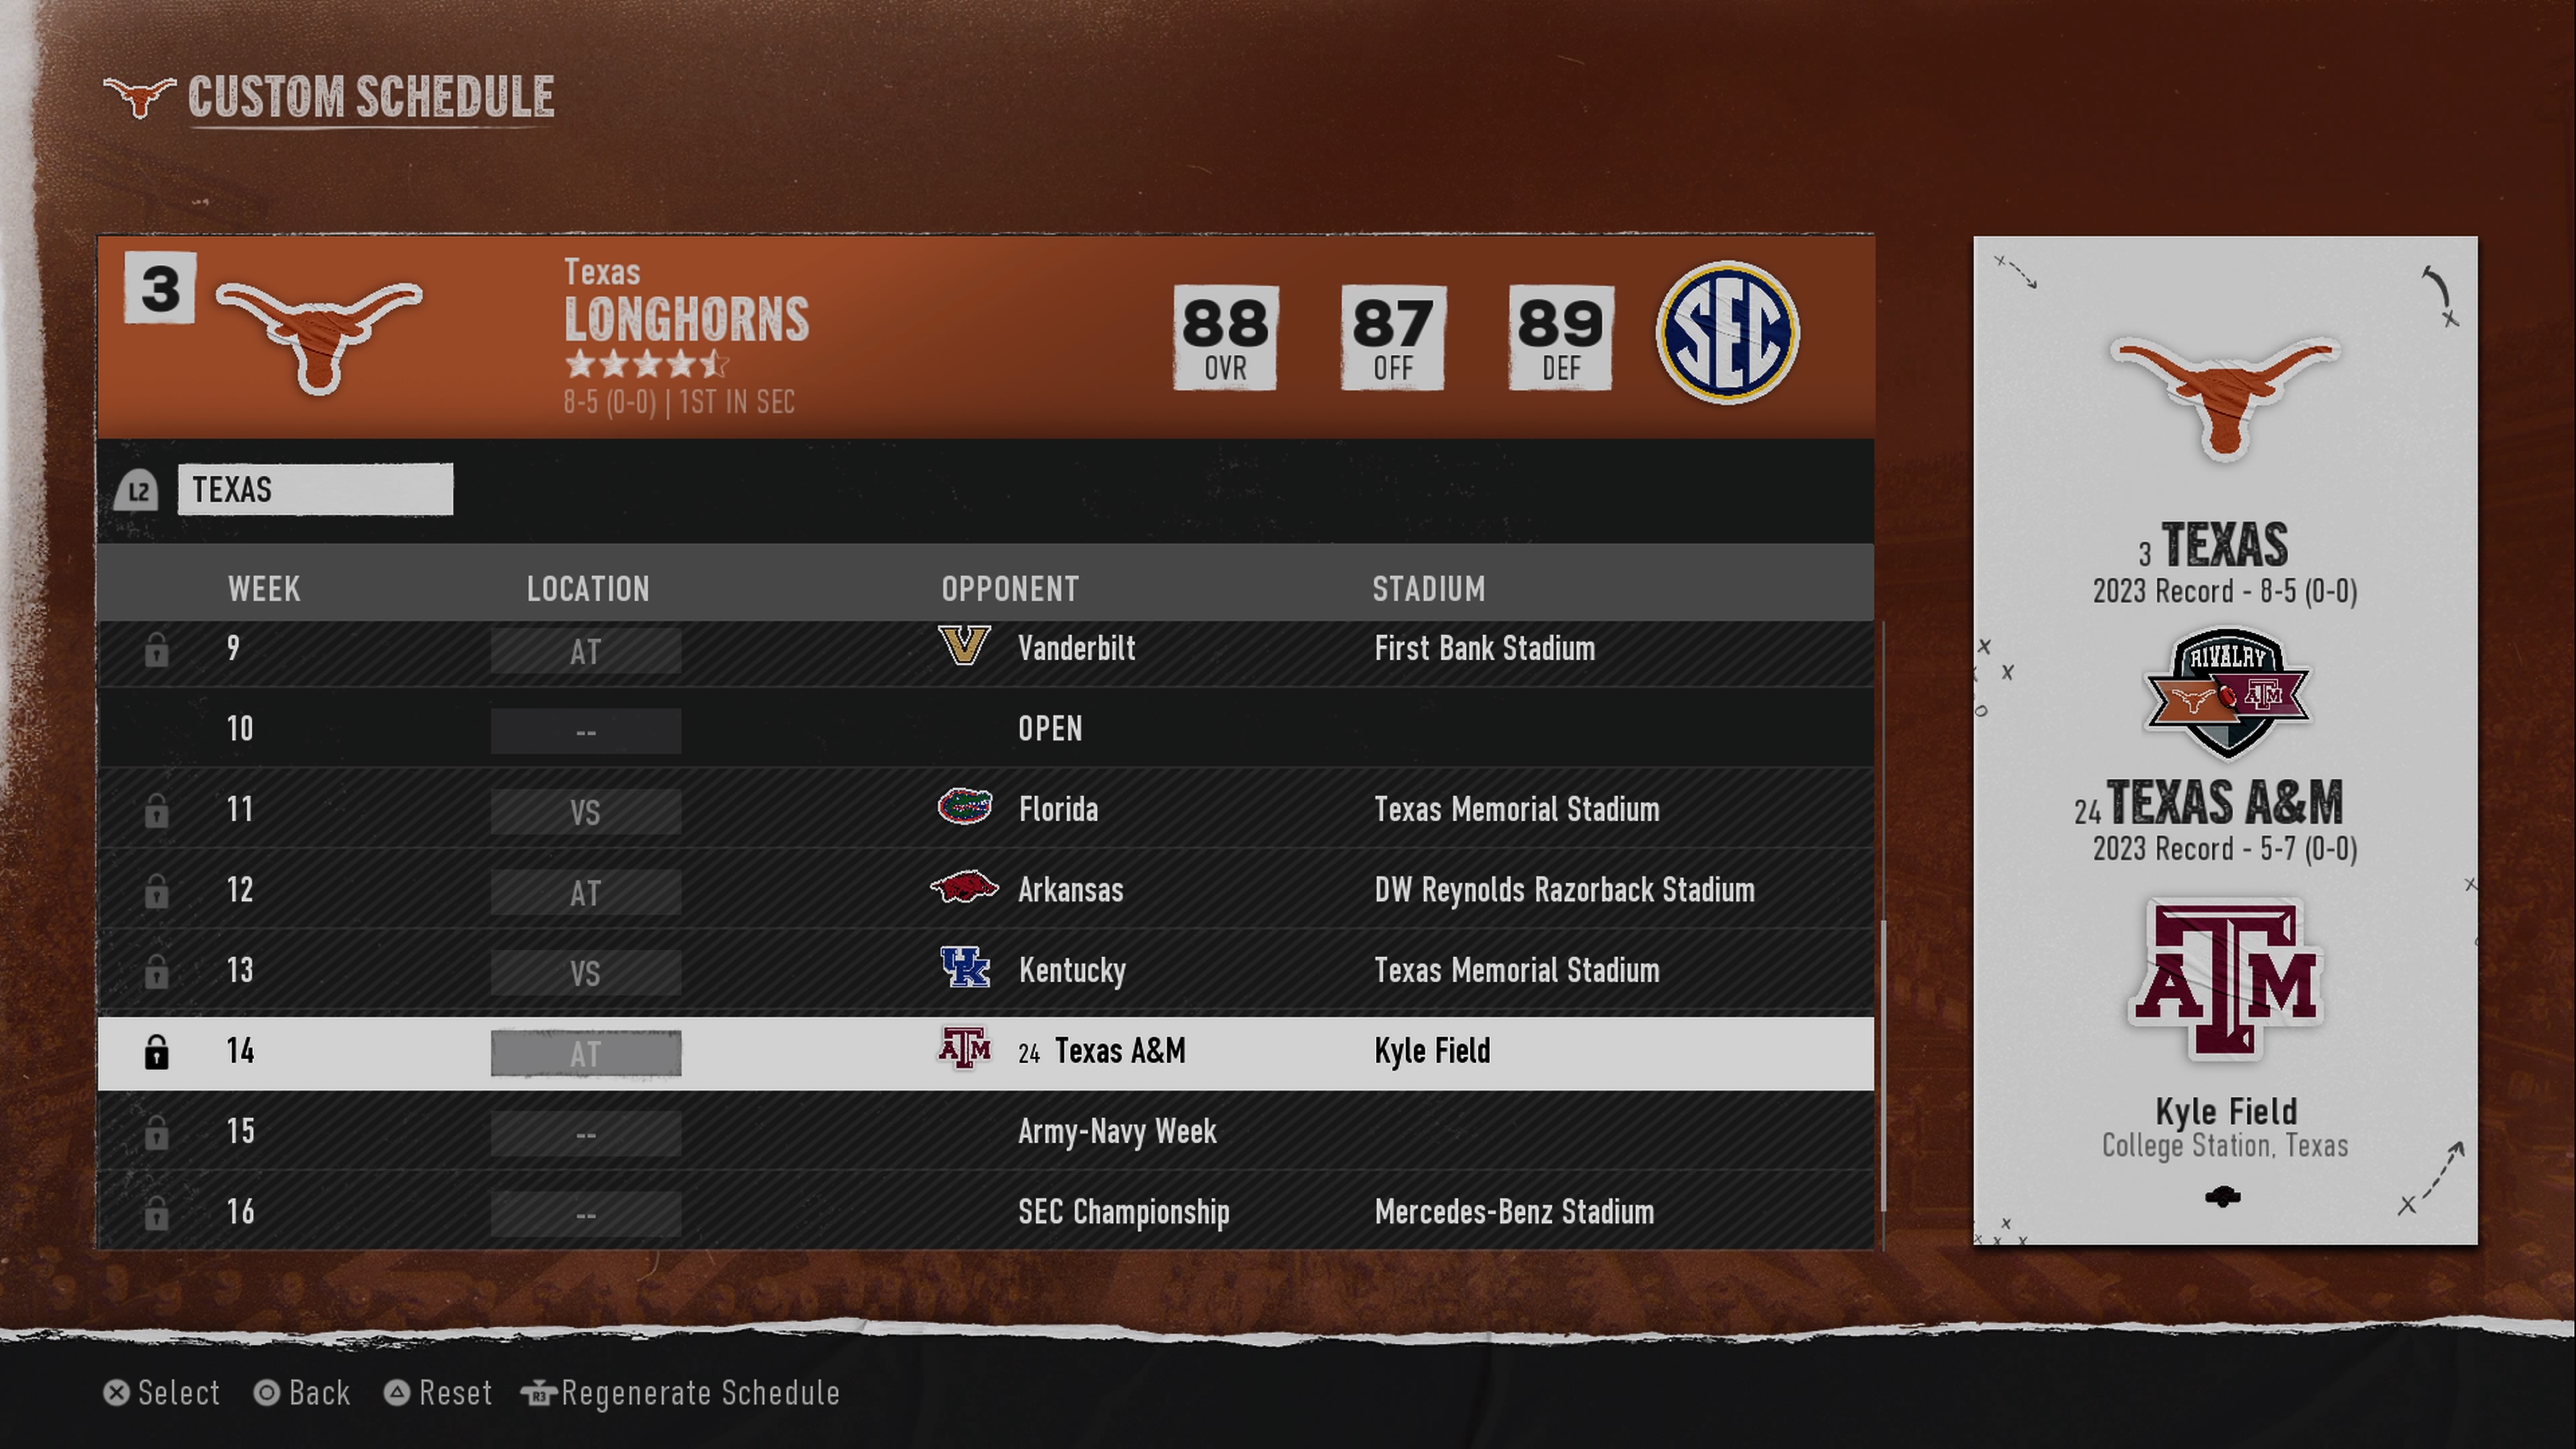 CUSTOM SCHEDULE
3
Texas
LONGHORNS
8-5 (0-0) | 1ST IN SEC
88 OVR
87 OFF
89 DEF
SEC
L2 TEXAS
WEEK LOCATION OPPONENT STADIUM
9 AT V Vanderbilt First Bank Stadium
10 -- OPEN
11 VS Florida Texas Memorial Stadium
12 AT Arkansas DW Reynolds Razorback Stadium
13 VS UK Kentucky Texas Memorial Stadium
14 AT ATM 24 Texas A&M Kyle Field
15 -- Army-Navy Week
16 -- SEC Championship Mercedes-Benz Stadium
3 TEXAS
2023 Record - 8-5 (0-0)
RIVALRY
ATM
24 TEXAS A&M
2023 Record - 5-7 (0-0)
ATM
Kyle Field
College Station, Texas
Select Back Reset R3 Regenerate Schedule